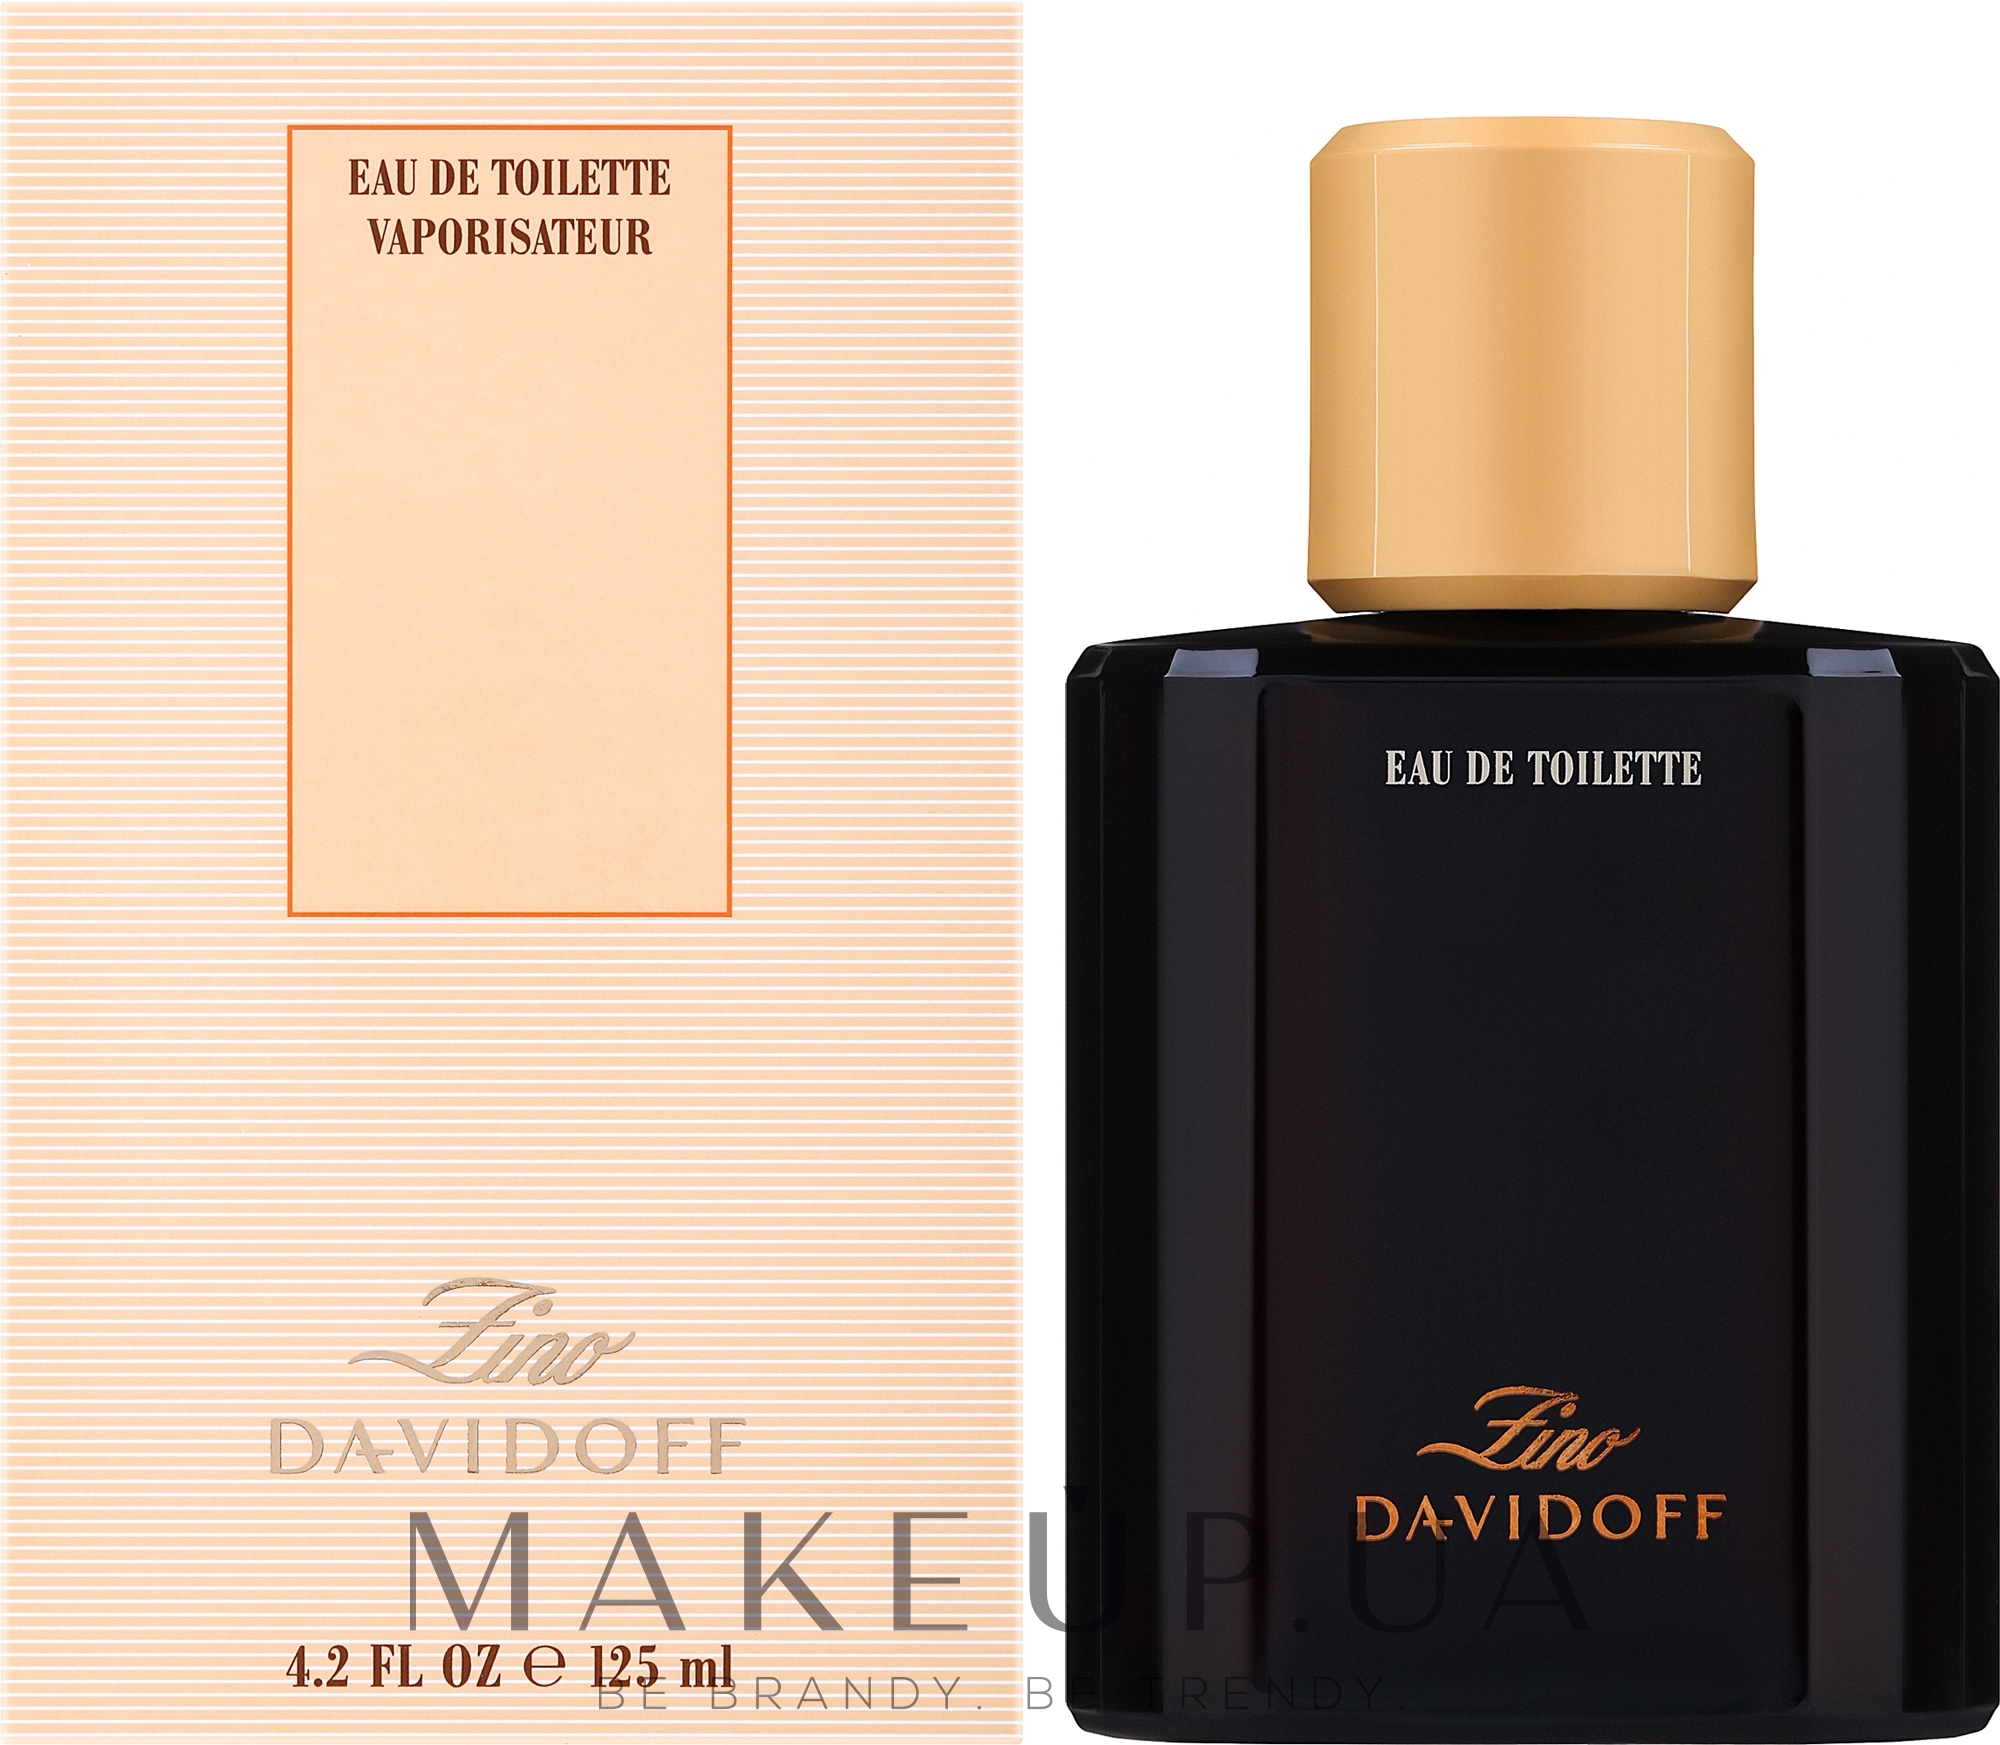 EAU DE TOILETTE
VAPORISATEUR
Zino
DAVIDOFF
4.2 FL OZ ℮ 125 ml
EAU DE TOILETTE
Zino
DAVIDOFF
MAKEUP.UA
BE BRANDY. BE TRENDY.